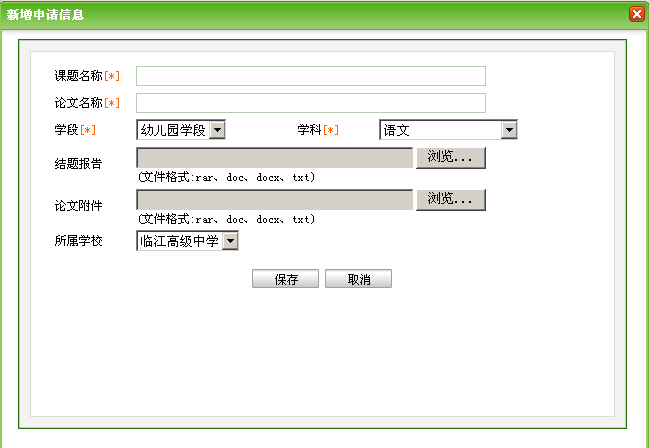 新增申请信息
课题名称[*]
论文名称[*]
学段[*] 幼儿园学段 学科[*] 语文
结题报告 浏览...
(文件格式:rar、doc、docx、txt)
论文附件 浏览...
(文件格式:rar、doc、docx、txt)
所属学校 临江高级中学
保存 取消